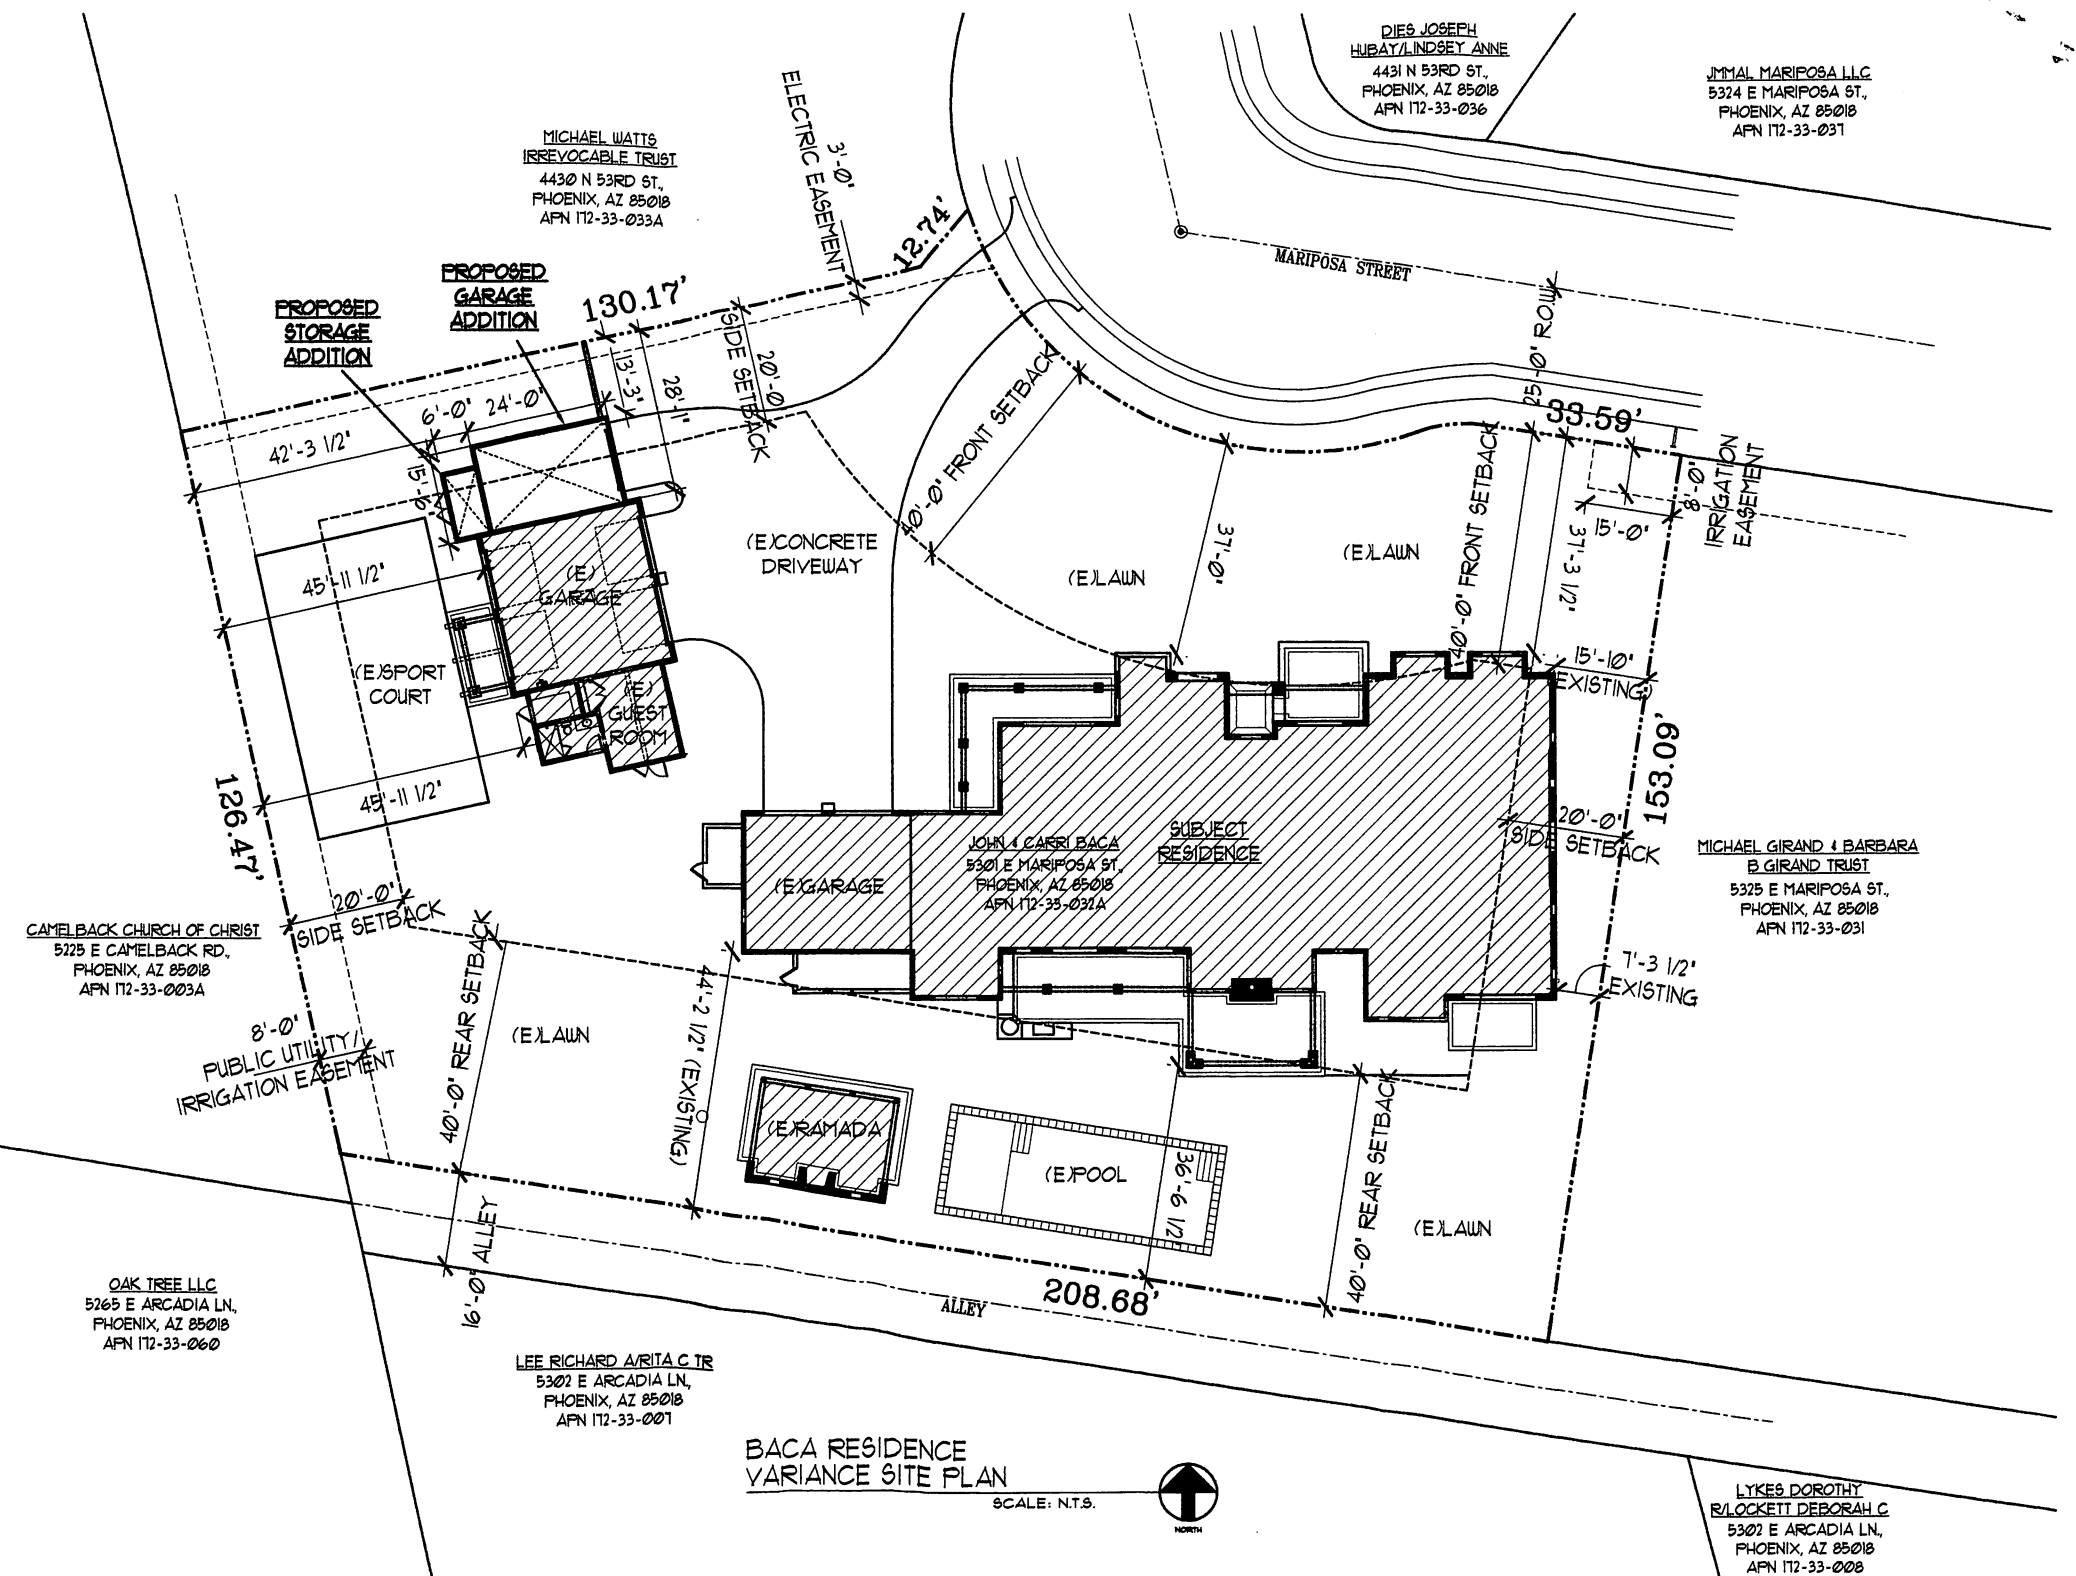 DIES JOSEPH
HUBAY/LINDSEY ANNE
4431 N 53RD ST.,
PHOENIX, AZ 85018
APN 172-33-036
JMMAL MARIPOSA LLC
5324 E MARIPOSA ST.,
PHOENIX, AZ 85018
APN 172-33-037
MICHAEL WATTS
IRREVOCABLE TRUST
4430 N 53RD ST.,
PHOENIX, AZ 85018
APN 172-33-033A
3'-0"
ELECTRIC EASEMENT
12.74'
MARIPOSA STREET
25'-0" R.O.W.
PROPOSED
GARAGE
ADDITION
PROPOSED
STORAGE
ADDITION
130.17'
13'-3"
28'-11"
20'-0"
SIDE SETBACK
6'-0"
24'-0"
42'-3 1/2"
15'-6"
40'-0" FRONT SETBACK
33.59'
40'-0" FRONT SETBACK
8'-0"
IRRIGATION
EASEMENT
15'-0"
37'-0"
37'-3 1/2"
(E)CONCRETE
DRIVEWAY
(E)LAWN
(E)LAWN
45'-11 1/2"
(E)
GARAGE
(E)SPORT
COURT
(E)
GUEST
ROOM
45'-11 1/2"
126.47'
15'-10"
(EXISTING)
153.09'
20'-0"
SIDE SETBACK
SUBJECT
RESIDENCE
JOHN & CARRI BACA
5301 E MARIPOSA ST.,
PHOENIX, AZ 85018
APN 172-33-032A
(E)GARAGE
MICHAEL GIRAND & BARBARA
B GIRAND TRUST
5325 E MARIPOSA ST.,
PHOENIX, AZ 85018
APN 172-33-031
20'-0"
SIDE SETBACK
CAMELBACK CHURCH OF CHRIST
5225 E CAMELBACK RD.,
PHOENIX, AZ 85018
APN 172-33-003A
7'-3 1/2"
EXISTING
8'-0"
PUBLIC UTILITY/
IRRIGATION EASEMENT
40'-0" REAR SETBACK
(E)LAWN
44'-2 1/2" (EXISTING)
(E)RAMADA
(E)POOL
36'-6 1/2"
40'-0" REAR SETBACK
(E)LAWN
16'-0" ALLEY
208.68'
ALLEY
OAK TREE LLC
5265 E ARCADIA LN.,
PHOENIX, AZ 85018
APN 172-33-060
LEE RICHARD A/RITA C TR
5302 E ARCADIA LN.,
PHOENIX, AZ 85018
APN 172-33-007
BACA RESIDENCE
VARIANCE SITE PLAN
SCALE: N.T.S.
NORTH
LYKES DOROTHY
R/LOCKETT DEBORAH C
5302 E ARCADIA LN.,
PHOENIX, AZ 85018
APN 172-33-008